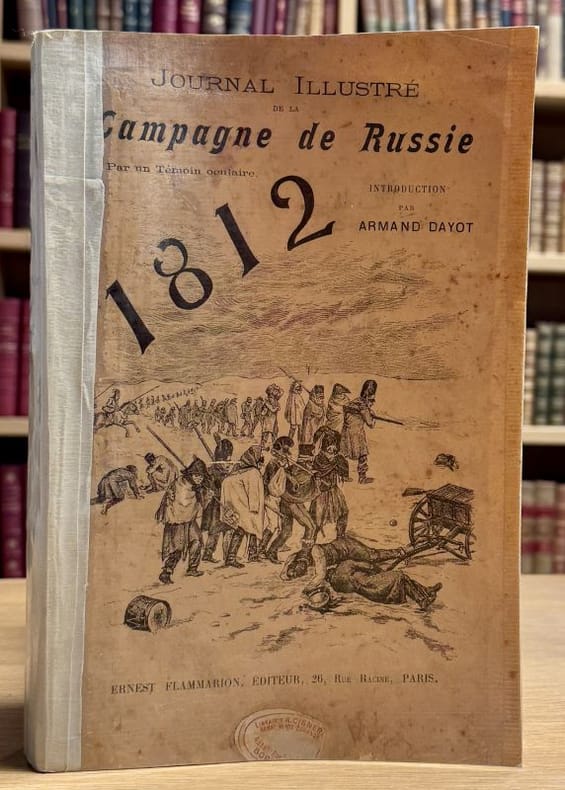 JOURNAL ILLUSTRÉ
DE LA
Campagne de Russie
Par un Témoin oculaire.
1812
INTRODUCTION
PAR
ARMAND DAYOT
ERNEST FLAMMARION, ÉDITEUR, 26, RUE RACINE, PARIS.